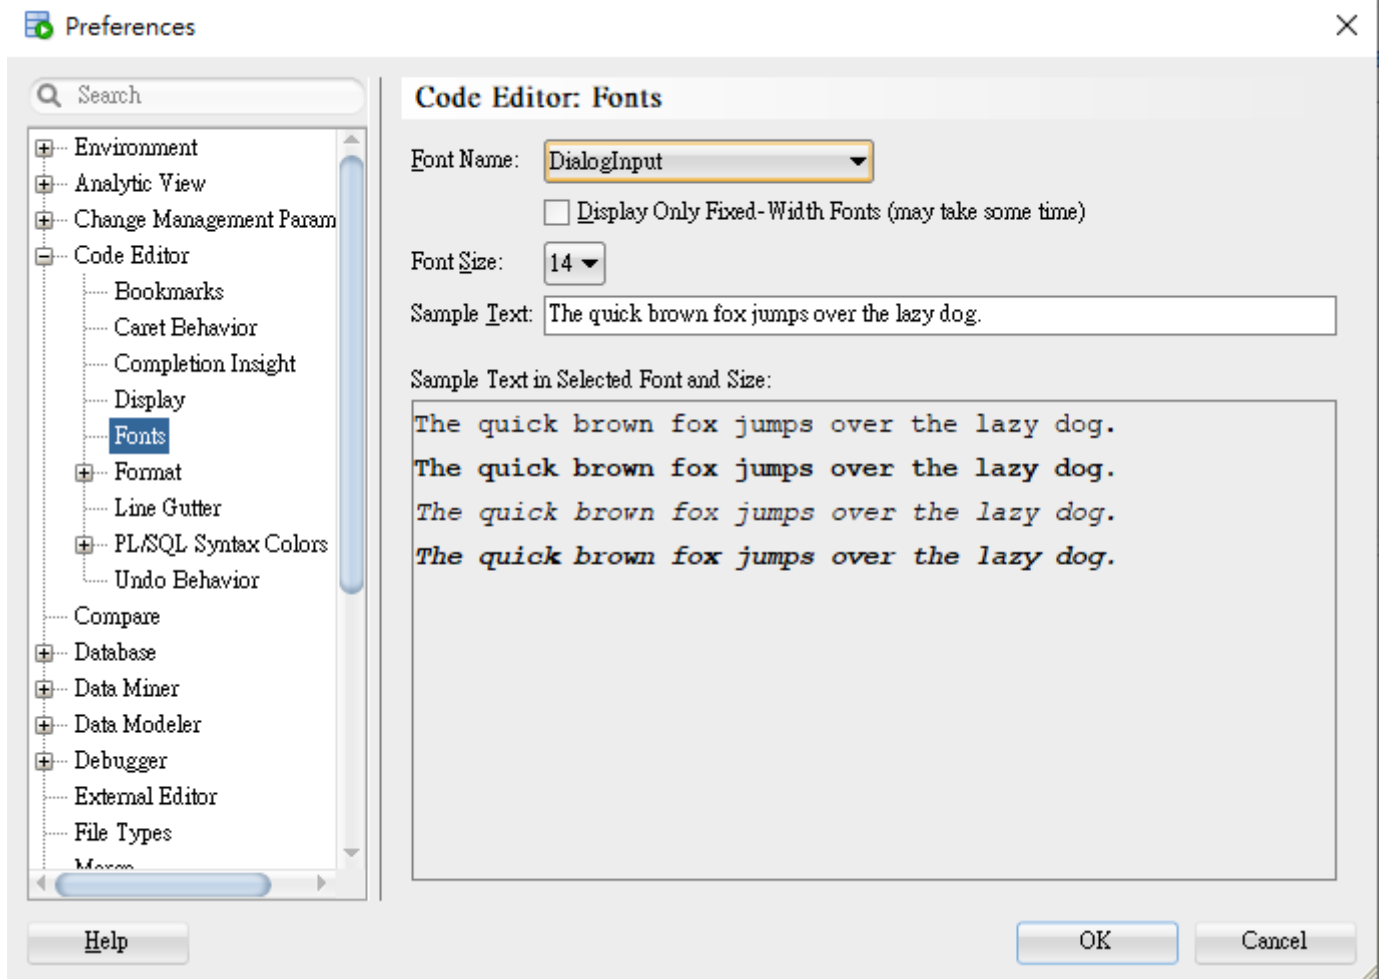 Preferences
Search
Environment
Analytic View
Change Management Param
Code Editor
Bookmarks
Caret Behavior
Completion Insight
Display
Fonts
Format
Line Gutter
PL/SQL Syntax Colors
Undo Behavior
Compare
Database
Data Miner
Data Modeler
Debugger
External Editor
File Types
Code Editor: Fonts
Font Name: DialogInput
Display Only Fixed-Width Fonts (may take some time)
Font Size: 14
Sample Text: The quick brown fox jumps over the lazy dog.
Sample Text in Selected Font and Size:
The quick brown fox jumps over the lazy dog.
The quick brown fox jumps over the lazy dog.
The quick brown fox jumps over the lazy dog.
The quick brown fox jumps over the lazy dog.
Help
OK
Cancel